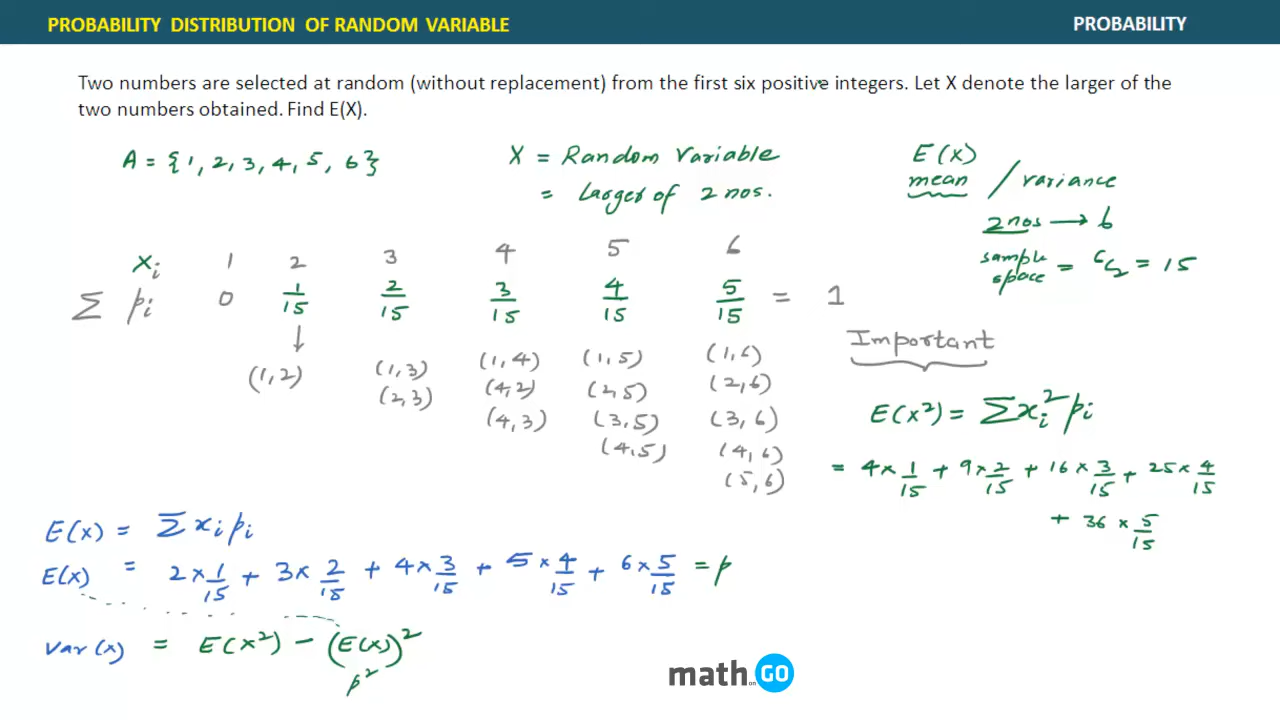 PROBABILITY DISTRIBUTION OF RANDOM VARIABLE
PROBABILITY
Two numbers are selected at random (without replacement) from the first six positive integers. Let X denote the larger of the
two numbers obtained. Find E(X).
A = {1, 2, 3, 4, 5, 6}
X = Random Variable
= Larger of 2 nos.
E(x)
mean / variance
2nos → 6
sample space = ⁶C₂ = 15
xᵢ 1 2 3 4 5 6
Σ pᵢ 0 1/15 2/15 3/15 4/15 5/15 = 1
(1,2) (1,3) (1,4) (1,5) (1,6)
(2,3) (4,2) (2,5) (2,6)
(4,3) (3,5) (3,6)
(4,5) (4,6)
(5,6)
Important
E(x²) = Σxᵢ²pᵢ
= 4×1/15 + 9×2/15 + 16×3/15 + 25×4/15
+ 36×5/15
E(x) = Σxᵢpᵢ
E(x) = 2×1/15 + 3×2/15 + 4×3/15 + 5×4/15 + 6×5/15 = p
Var(x) = E(x²) – (E(x))²
p²
math on GO